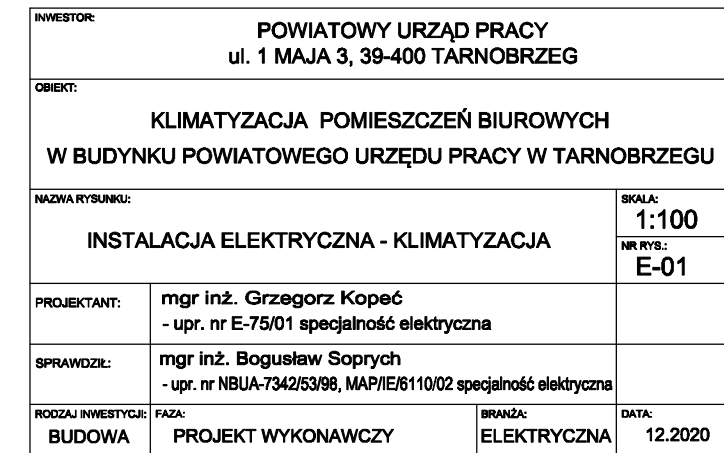 INWESTOR:
POWIATOWY URZĄD PRACY
ul. 1 MAJA 3, 39-400 TARNOBRZEG
OBIEKT:
KLIMATYZACJA POMIESZCZEŃ BIUROWYCH
W BUDYNKU POWIATOWEGO URZĘDU PRACY W TARNOBRZEGU
NAZWA RYSUNKU:
INSTALACJA ELEKTRYCZNA - KLIMATYZACJA
SKALA:
1:100
NR RYS.:
E-01
PROJEKTANT:
mgr inż. Grzegorz Kopeć
- upr. nr E-75/01 specjalność elektryczna
SPRAWDZIŁ:
mgr inż. Bogusław Soprych
- upr. nr NBUA-7342/53/98, MAP/IE/6110/02 specjalność elektryczna
RODZAJ INWESTYCJI:
BUDOWA
FAZA:
PROJEKT WYKONAWCZY
BRANŻA:
ELEKTRYCZNA
DATA:
12.2020